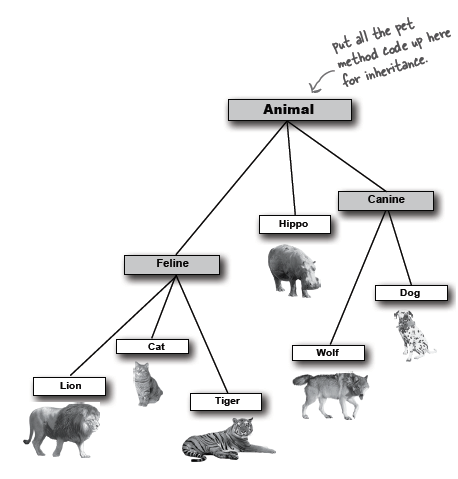 put all the pet
method code up here
for inheritance.
Animal
Canine
Hippo
Feline
Dog
Cat
Wolf
Lion
Tiger